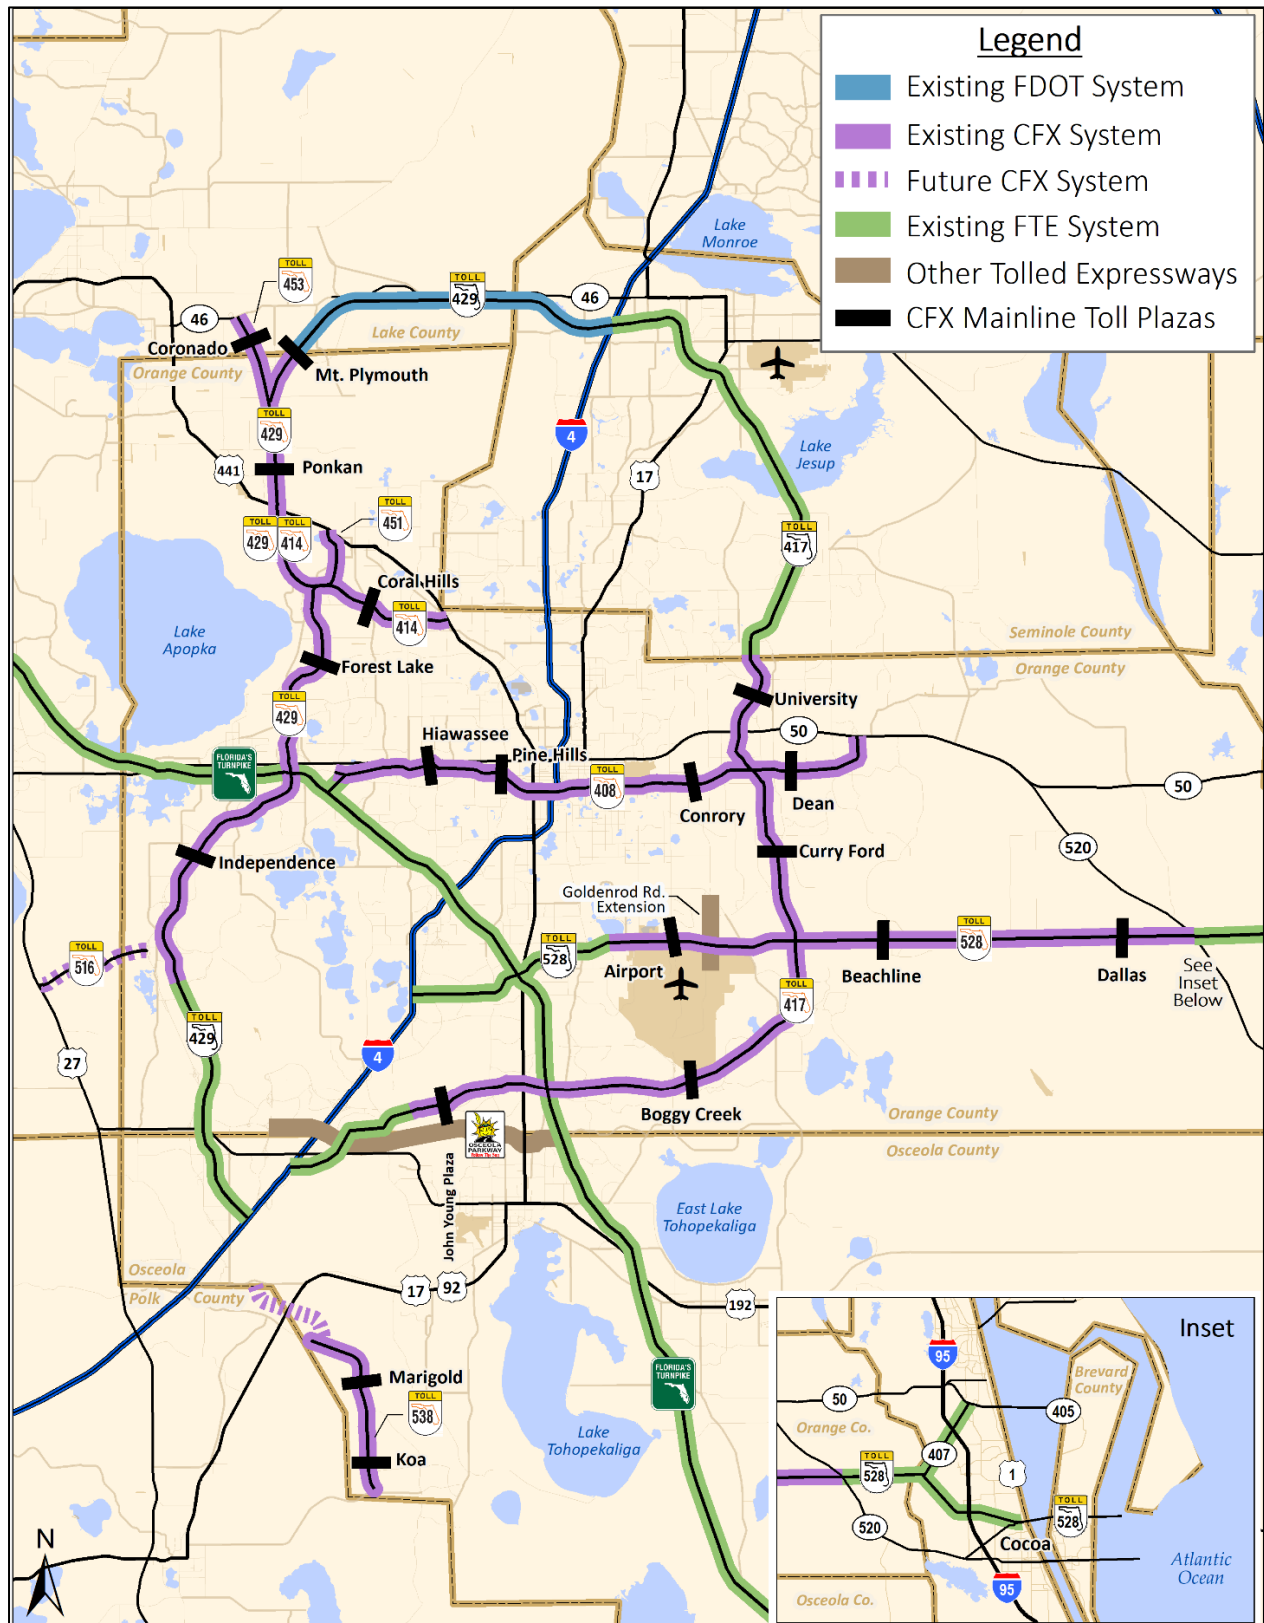 Legend
Existing FDOT System
Existing CFX System
Future CFX System
Existing FTE System
Other Tolled Expressways
CFX Mainline Toll Plazas
Lake
Monroe
TOLL
453
TOLL
429
46
46
Coronado
Lake County
Orange County
Mt. Plymouth
TOLL
429
4
Ponkan
441
17
Lake
Jesup
TOLL
451
TOLL
429
TOLL
414
TOLL
417
Coral Hills
TOLL
414
Lake
Apopka
Seminole County
Orange County
Forest Lake
University
TOLL
429
Hiawassee
50
Pine Hills
FLORIDA'S
TURNPIKE
TOLL
408
50
Conrory
Dean
520
Independence
Curry Ford
Goldenrod Rd.
Extension
TOLL
516
TOLL
528
TOLL
528
Airport
Beachline
Dallas
See
Inset
Below
TOLL
417
TOLL
429
27
4
Boggy Creek
Orange County
Osceola County
OSCEOLA
PARKWAY
John Young Plaza
East Lake
Tohopekaliga
Osceola
Polk County
17
92
192
FLORIDA'S
TURNPIKE
Marigold
TOLL
538
Koa
Lake
Tohopekaliga
N
Inset
95
Brevard
County
50
405
Orange Co.
407
TOLL
528
1
TOLL
528
520
Cocoa
Atlantic
Ocean
95
Osceola Co.